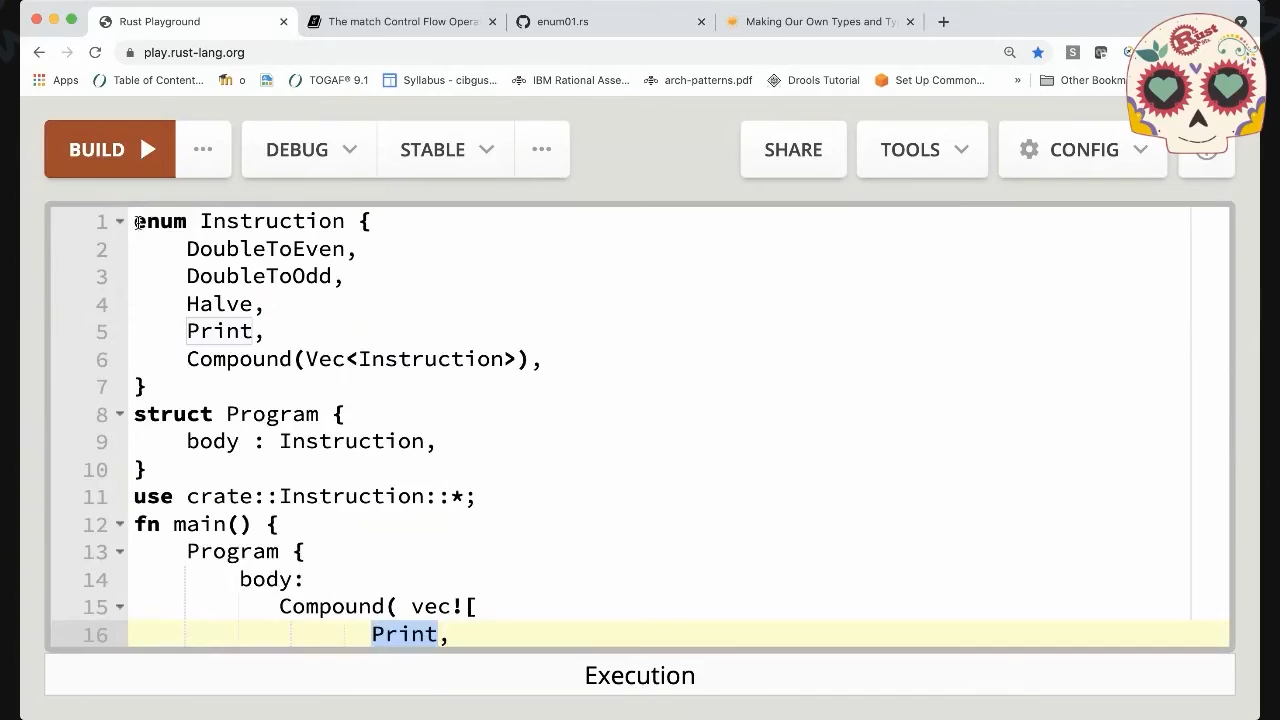 Rust Playground
The match Control Flow Opera
enum01.rs
Making Our Own Types and Ty
play.rust-lang.org
S
Apps
Table of Content...
o
TOGAF® 9.1
Syllabus - cibgus...
IBM Rational Asse...
arch-patterns.pdf
Drools Tutorial
Set Up Common...
»
Other Bookm
Rust
BUILD
DEBUG
STABLE
SHARE
TOOLS
CONFIG
1 enum Instruction {
2 DoubleToEven,
3 DoubleToOdd,
4 Halve,
5 Print,
6 Compound(Vec<Instruction>),
7 }
8 struct Program {
9 body : Instruction,
10 }
11 use crate::Instruction::*;
12 fn main() {
13 Program {
14 body:
15 Compound( vec![
16 Print,
Execution